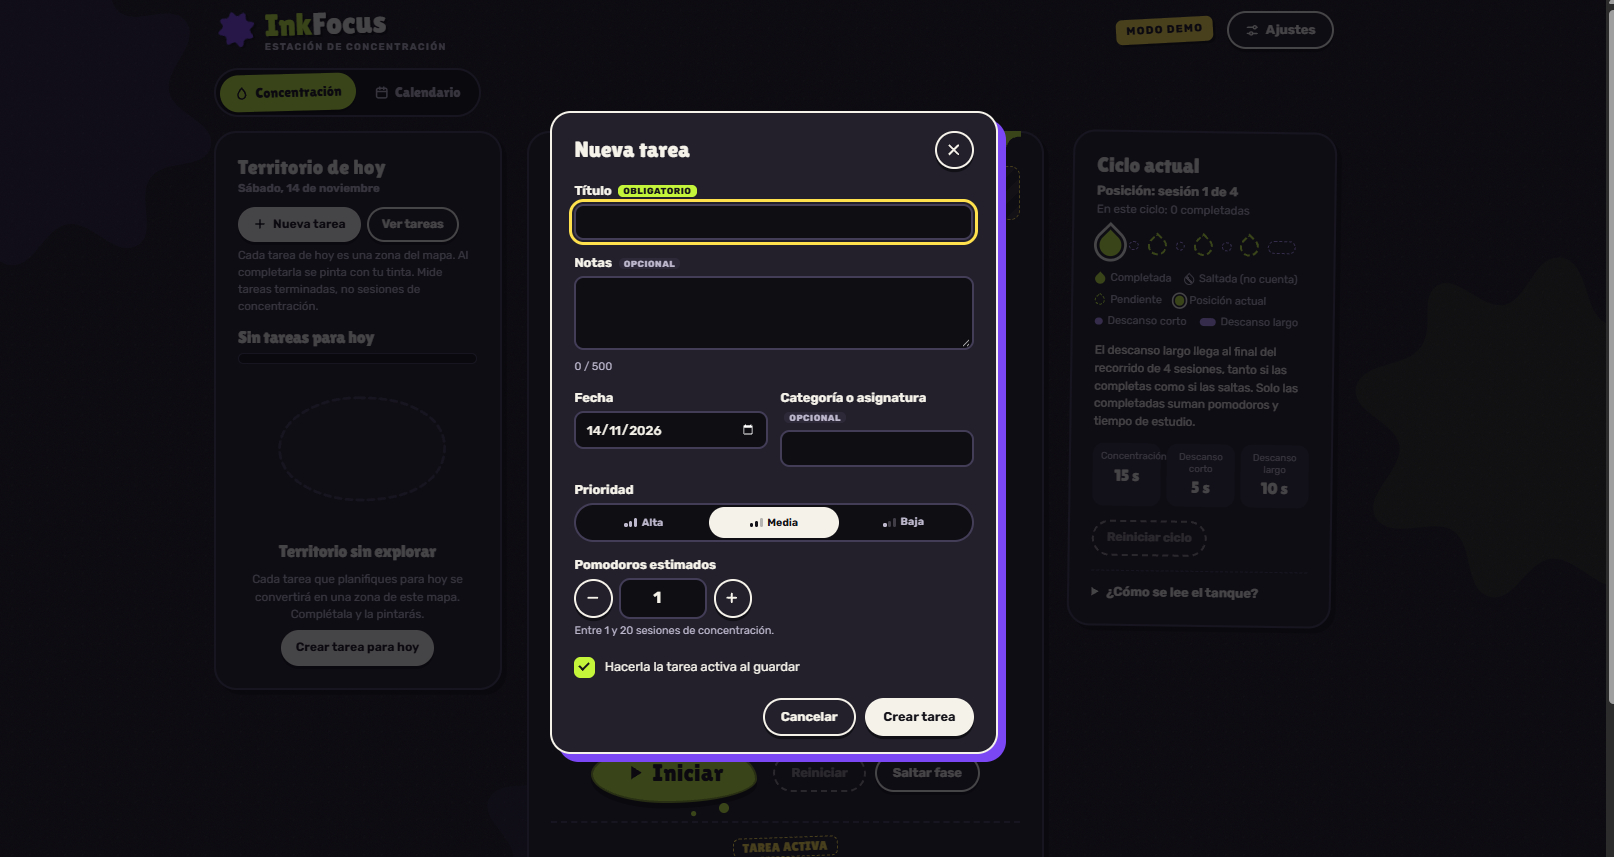 InkFocus
ESTACIÓN DE CONCENTRACIÓN
MODO DEMO
Ajustes
Concentración
Calendario
Territorio de hoy
Sábado, 14 de noviembre
+ Nueva tarea
Ver tareas
Cada tarea de hoy es una zona del mapa. Al
completarla se pinta con tu tinta. Mide
tareas terminadas, no sesiones de
concentración.
Sin tareas para hoy
Territorio sin explorar
Cada tarea que planifiques para hoy se
convertirá en una zona de este mapa.
Complétala y la pintarás.
Crear tarea para hoy
Nueva tarea
Título OBLIGATORIO
Notas OPCIONAL
0 / 500
Fecha
14/11/2026
Categoría o asignatura
OPCIONAL
Prioridad
Alta
Media
Baja
Pomodoros estimados
− 1 +
Entre 1 y 20 sesiones de concentración.
Hacerla la tarea activa al guardar
Cancelar
Crear tarea
Iniciar
Reiniciar
Saltar fase
TAREA ACTIVA
Ciclo actual
Posición: sesión 1 de 4
En este ciclo: 0 completadas
Completada
Saltada (no cuenta)
Pendiente
Posición actual
Descanso corto
Descanso largo
El descanso largo llega al final del
recorrido de 4 sesiones, tanto si las
completas como si las saltas. Solo las
completadas suman pomodoros y
tiempo de estudio.
Concentración
15 s
Descanso
corto
5 s
Descanso
largo
10 s
Reiniciar ciclo
¿Cómo se lee el tanque?